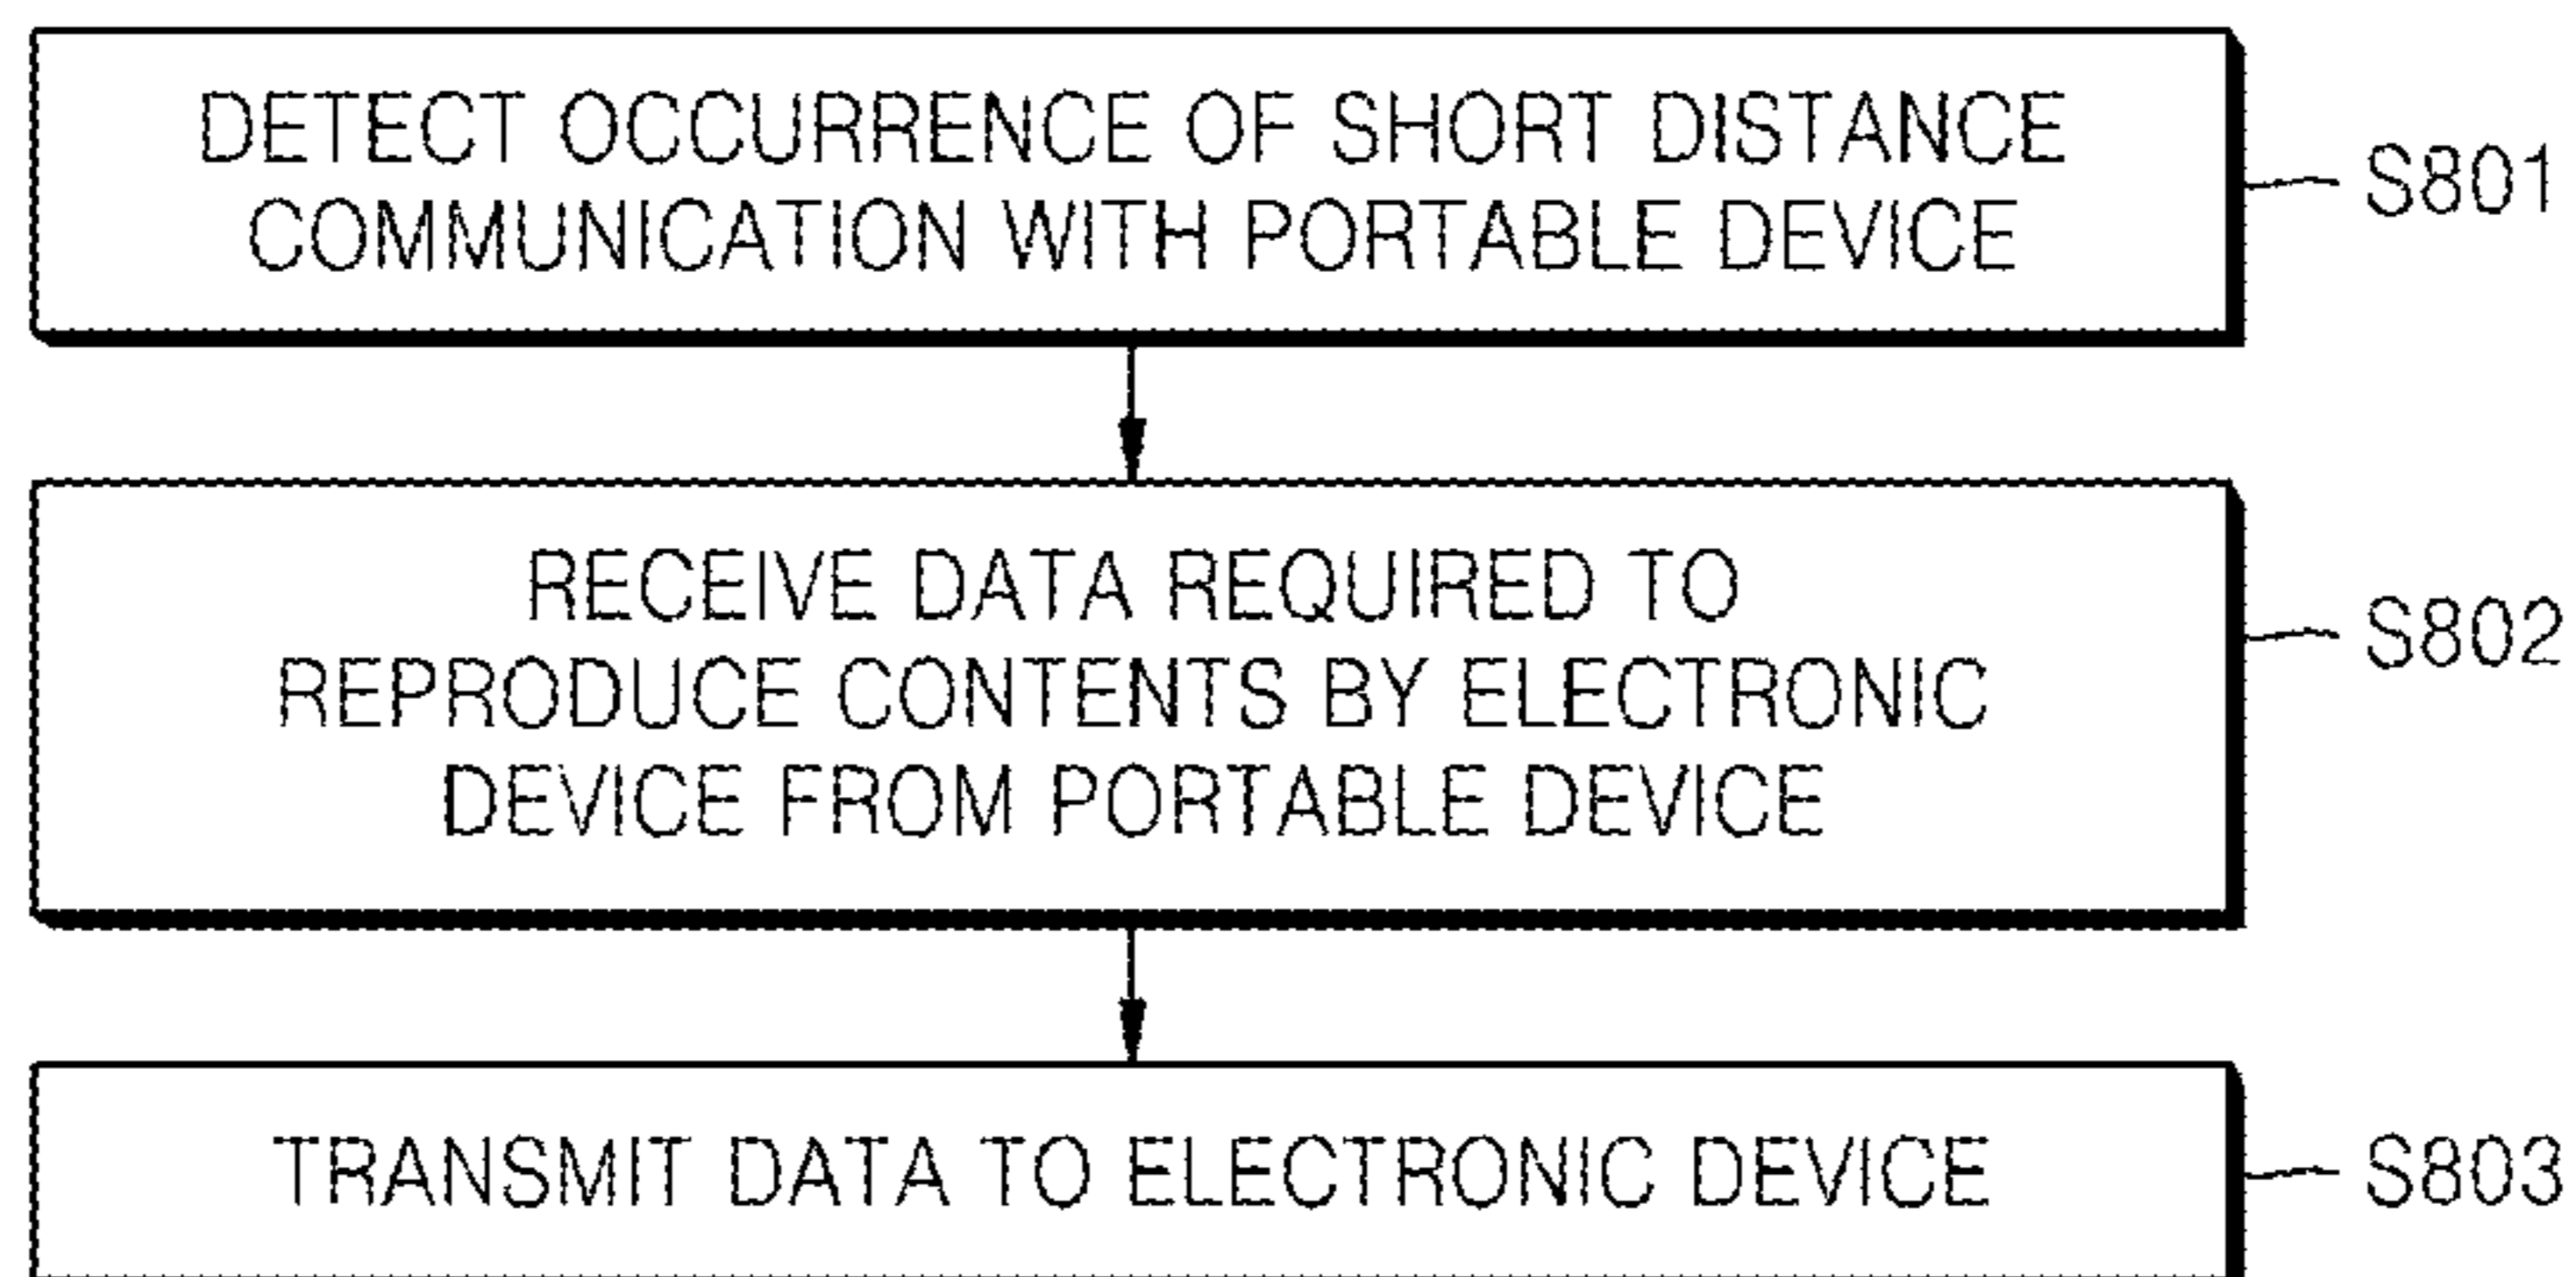 DETECT OCCURRENCE OF SHORT DISTANCE
COMMUNICATION WITH PORTABLE DEVICE
S801
RECEIVE DATA REQUIRED TO
REPRODUCE CONTENTS BY ELECTRONIC
DEVICE FROM PORTABLE DEVICE
S802
TRANSMIT DATA TO ELECTRONIC DEVICE
S803